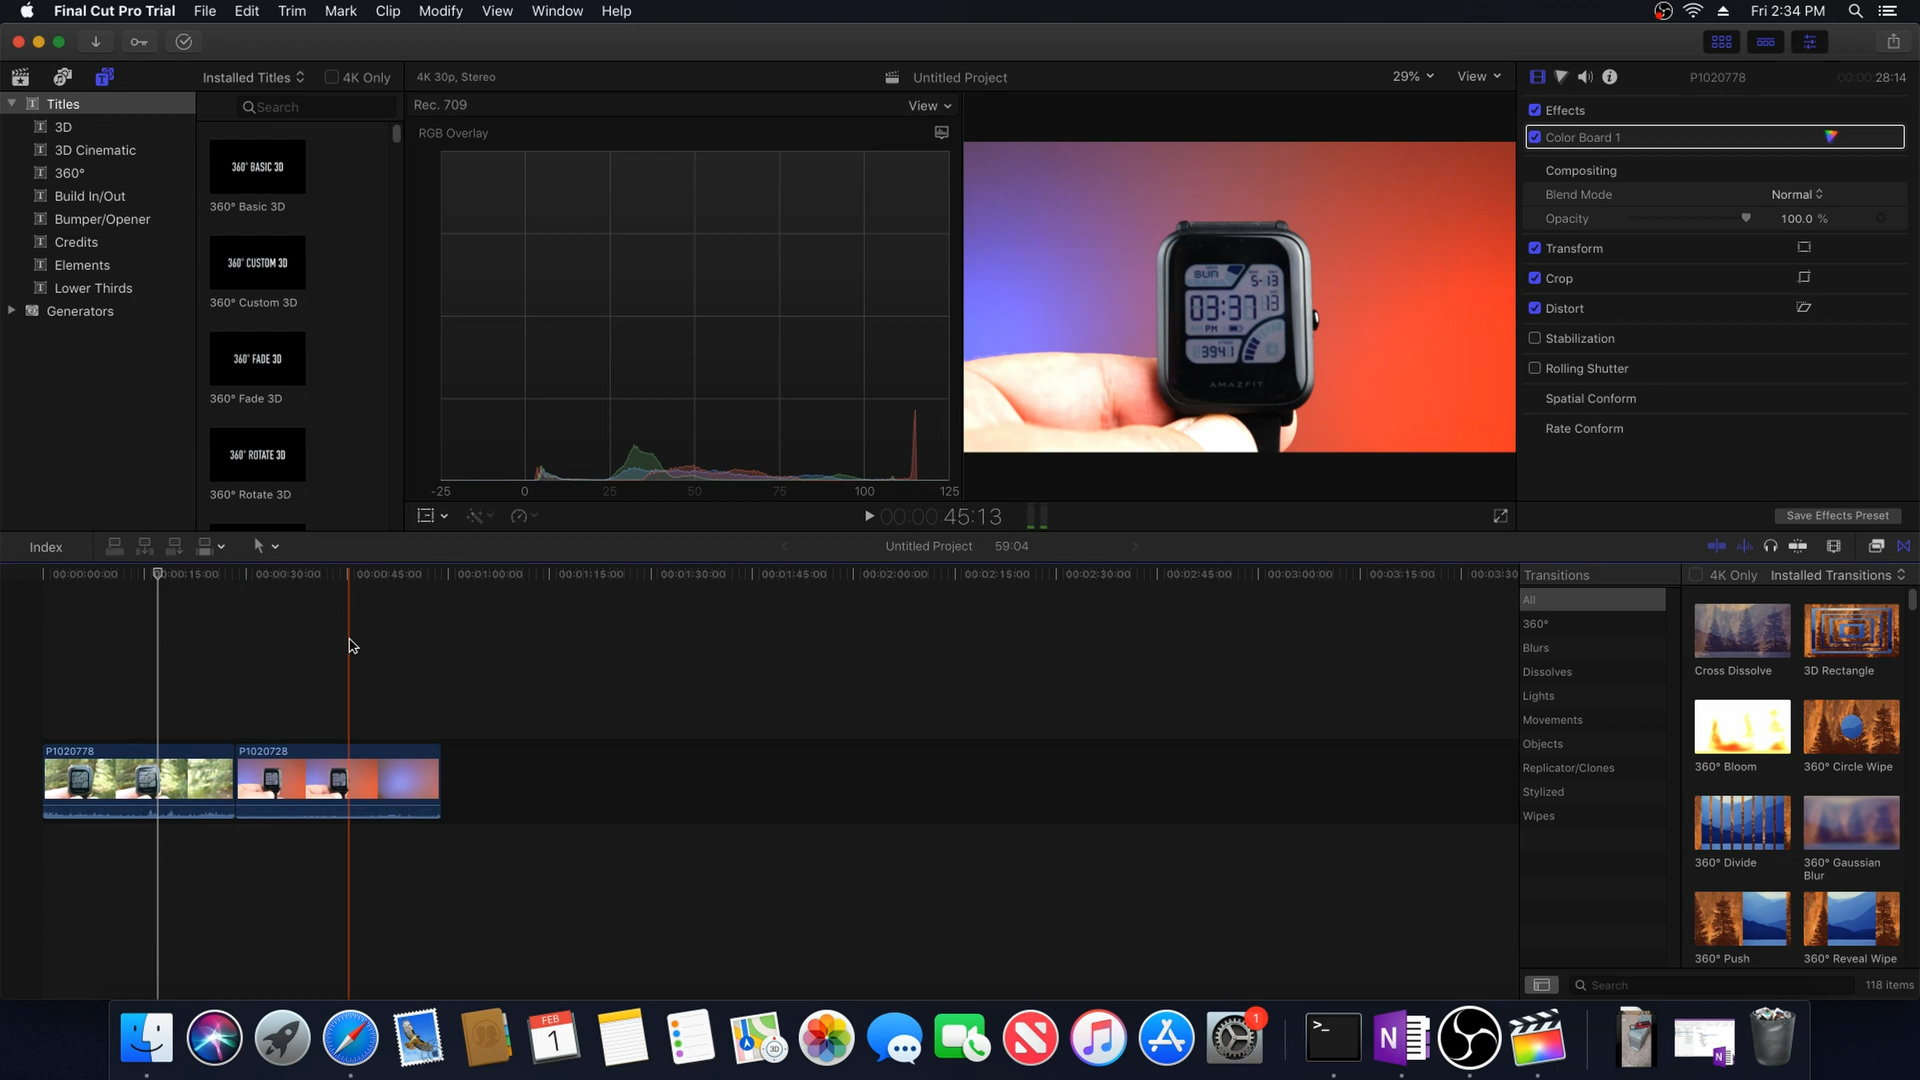 Final Cut Pro Trial File Edit Trim Mark Clip Modify View Window Help Fri 2:34 PM
Installed Titles 4K Only 4K 30p, Stereo Untitled Project 29% View P1020778 00:00:28:14
Titles
3D
3D Cinematic
360°
Build In/Out
Bumper/Opener
Credits
Elements
Lower Thirds
Generators
Search
360° BASIC 3D
360° Basic 3D
360° CUSTOM 3D
360° Custom 3D
360° FADE 3D
360° Fade 3D
360° ROTATE 3D
360° Rotate 3D
Rec. 709 View
RGB Overlay
-25 0 25 50 75 100 125
SUN 5-13
03:37 13
PM
3941
AMAZFIT
00:00:45:13
Effects
Color Board 1
Compositing
Blend Mode Normal
Opacity 100.0 %
Transform
Crop
Distort
Stabilization
Rolling Shutter
Spatial Conform
Rate Conform
Save Effects Preset
Index Untitled Project 59:04
00:00:00:00 00:00:15:00 00:00:30:00 00:00:45:00 00:01:00:00 00:01:15:00 00:01:30:00 00:01:45:00 00:02:00:00 00:02:15:00 00:02:30:00 00:02:45:00 00:03:00:00 00:03:15:00 00:03:30
P1020778 P1020728
Transitions 4K Only Installed Transitions
All
360°
Blurs
Dissolves
Lights
Movements
Objects
Replicator/Clones
Stylized
Wipes
Cross Dissolve 3D Rectangle
360° Bloom 360° Circle Wipe
360° Divide 360° Gaussian
Blur
360° Push 360° Reveal Wipe
Search 118 items
FEB
1
3D
1
>_
N
N